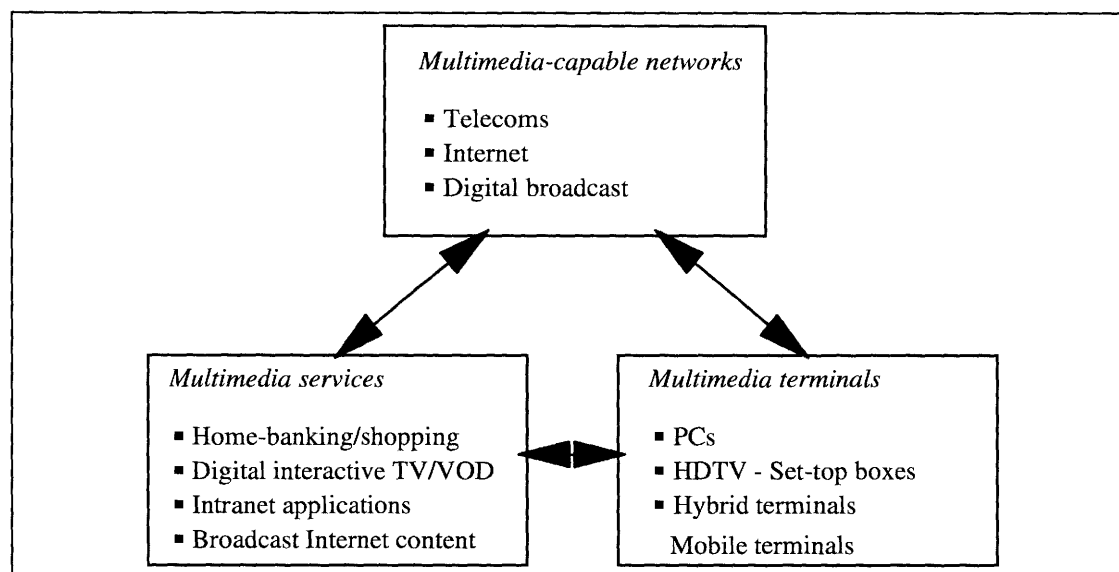 Multimedia-capable networks
▪ Telecoms
▪ Internet
▪ Digital broadcast
Multimedia services
▪ Home-banking/shopping
▪ Digital interactive TV/VOD
▪ Intranet applications
▪ Broadcast Internet content
Multimedia terminals
▪ PCs
▪ HDTV - Set-top boxes
▪ Hybrid terminals
Mobile terminals